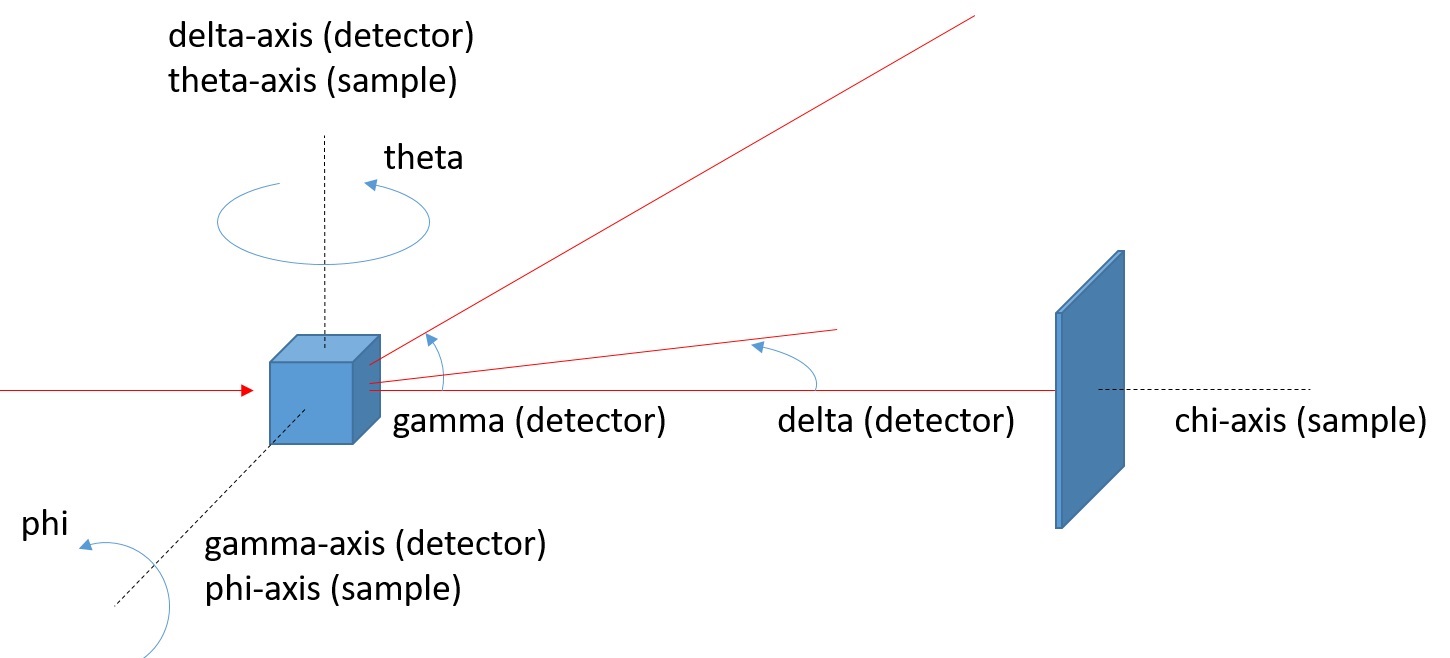 delta-axis (detector)
theta-axis (sample)
theta
gamma (detector)
delta (detector)
chi-axis (sample)
phi
gamma-axis (detector)
phi-axis (sample)